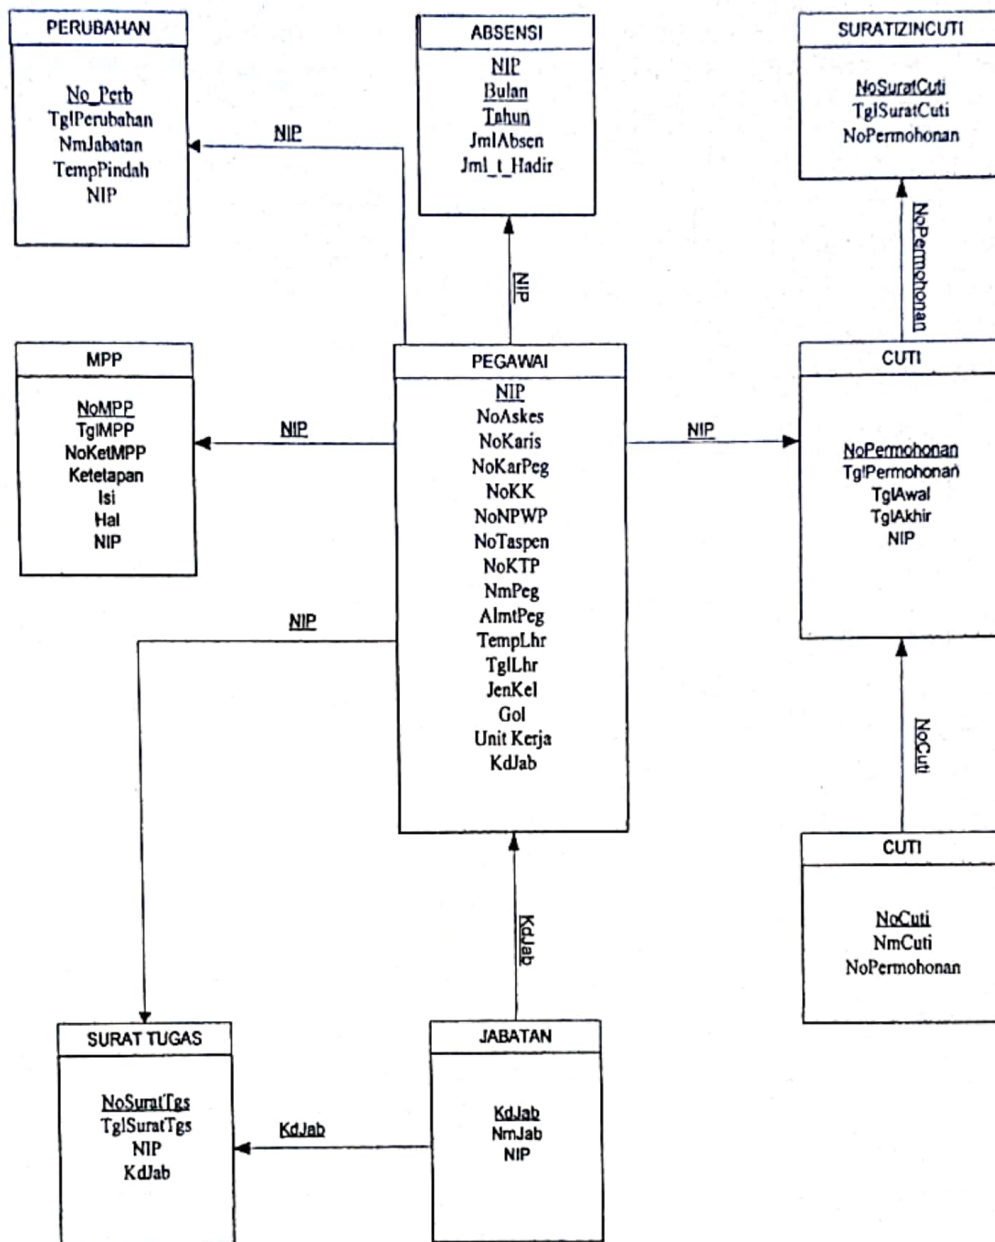 PERUBAHAN
No_Perb
TglPerubahan
NmJabatan
TempPindah
NIP
NIP
ABSENSI
NIP
Bulan
Tahun
JmlAbsen
Jml_t_Hadir
NIP
SURATIZINCUTI
NoSuratCuti
TglSuratCuti
NoPermohonan
NoPermohonan
MPP
NoMPP
TglMPP
NoKetMPP
Ketetapan
Isi
Hal
NIP
NIP
PEGAWAI
NIP
NoAskes
NoKaris
NoKarPeg
NoKK
NoNPWP
NoTaspen
NoKTP
NmPeg
AlmtPeg
TempLhr
TglLhr
JenKel
Gol
Unit Kerja
KdJab
NIP
CUTI
NoPermohonan
TglPermohonan
TglAwal
TglAkhir
NIP
NIP
NoCuti
CUTI
NoCuti
NmCuti
NoPermohonan
KdJab
SURAT TUGAS
NoSuratTgs
TglSuratTgs
NIP
KdJab
KdJab
JABATAN
KdJab
NmJab
NIP